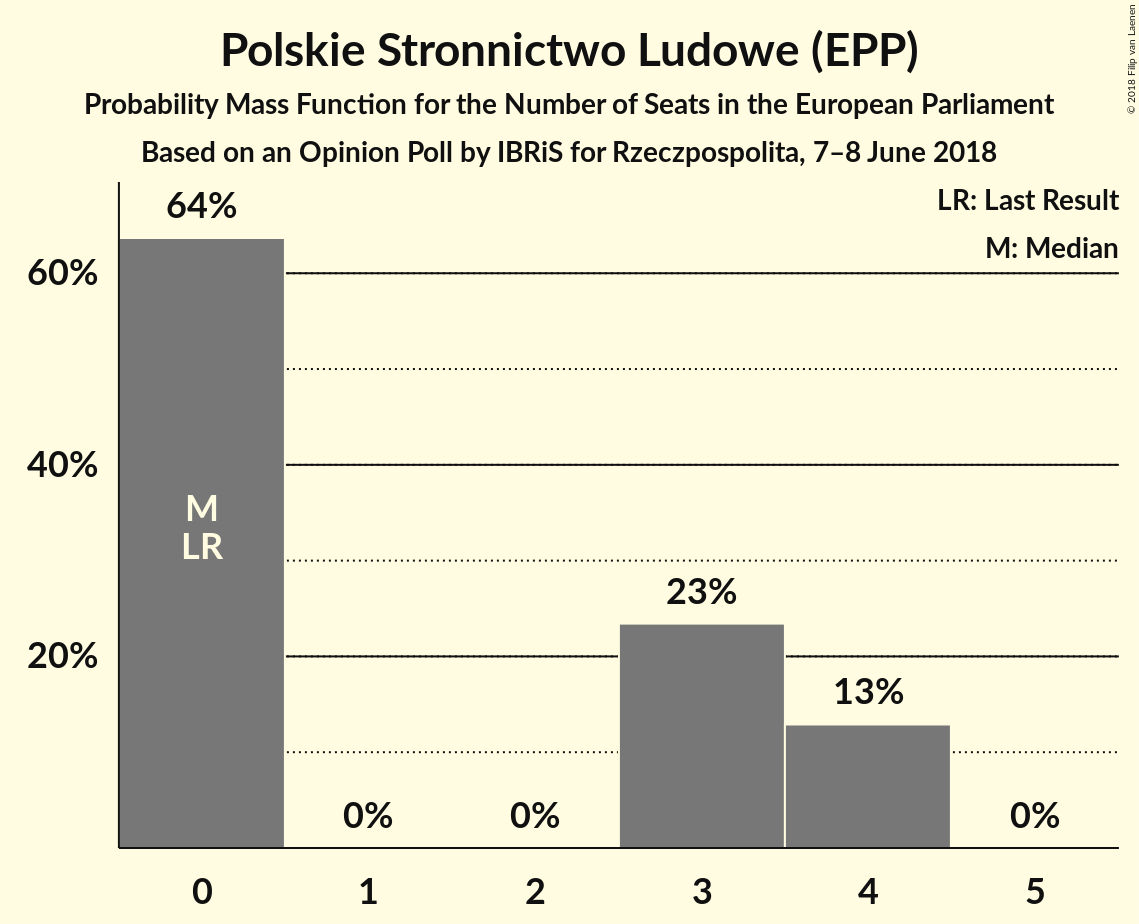 Polskie Stronnictwo Ludowe (EPP)
Probability Mass Function for the Number of Seats in the European Parliament
Based on an Opinion Poll by IBRiS for Rzeczpospolita, 7–8 June 2018
© 2018 Filip van Laenen
LR: Last Result
M: Median
64%
60%
40%
M
LR
23%
20%
13%
0%
0%
0%
0
1
2
3
4
5